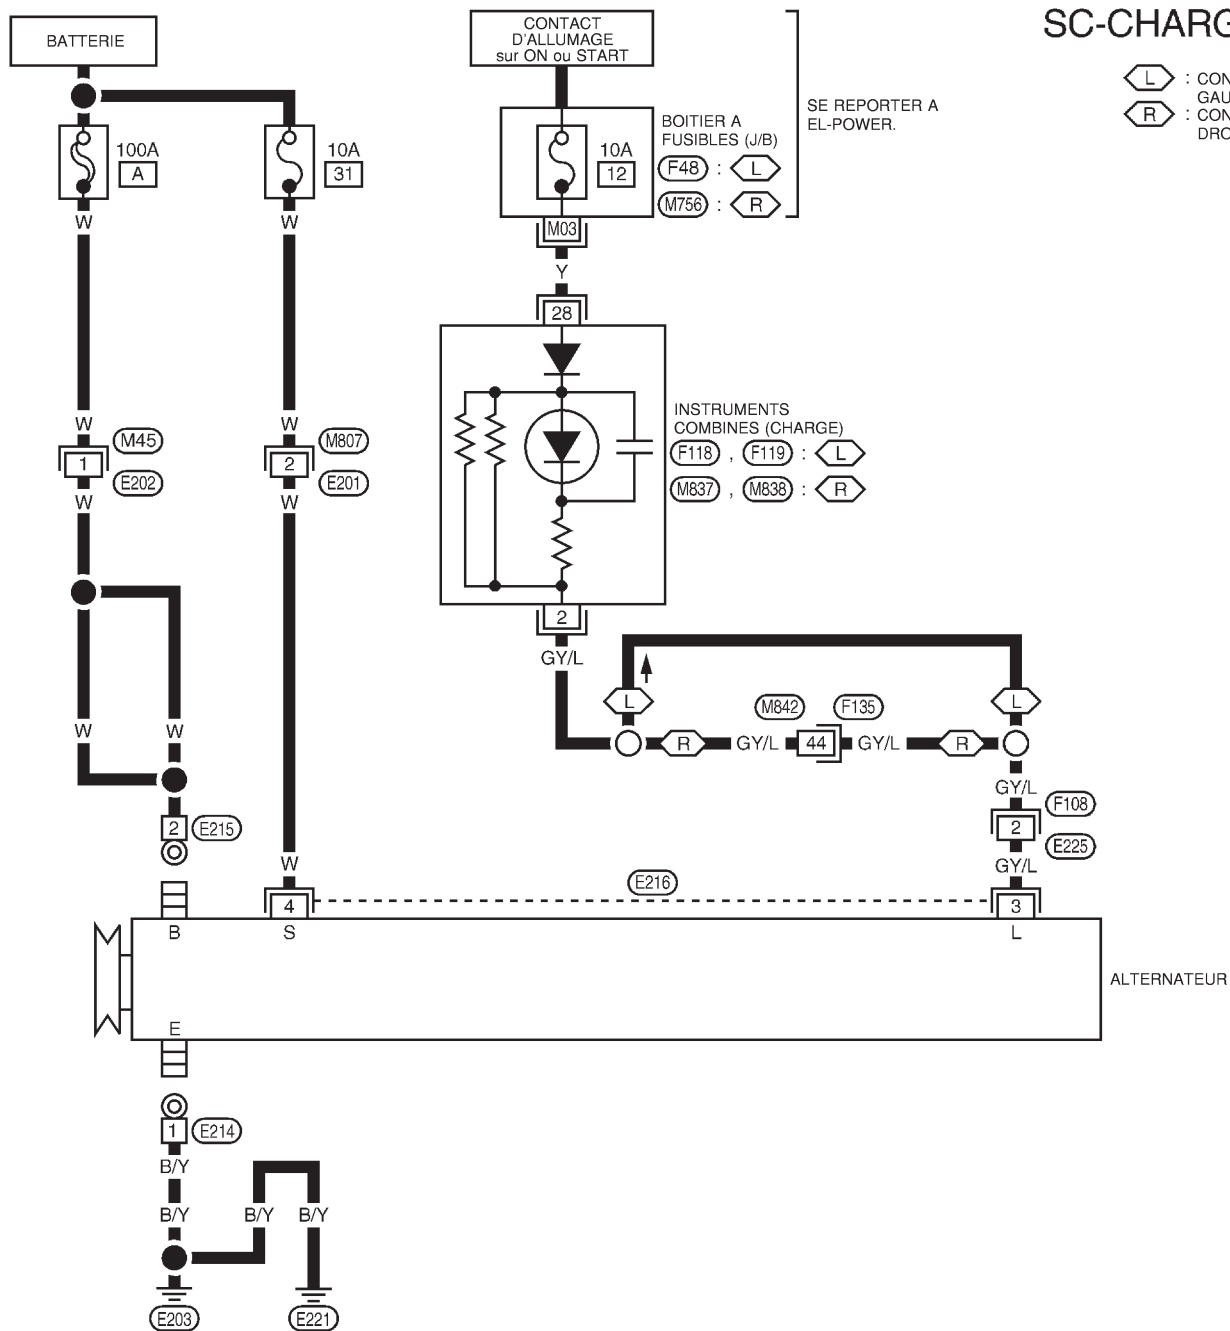 SC-CHARG
L : CON
GAU
R : CON
DRO
BATTERIE
CONTACT
D'ALLUMAGE
sur ON ou START
SE REPORTER A
EL-POWER.
100A
A
10A
31
10A
12
BOITIER A
FUSIBLES (J/B)
F48 : L
M756 : R
W
W
M03
Y
28
INSTRUMENTS
COMBINES (CHARGE)
F118 , F119 : L
M837 , M838 : R
W
W
1
M45
E202
2
M807
E201
W
W
2
GY/L
L
L
M842
F135
R
GY/L
44
GY/L
R
W
W
GY/L
F108
2
E225
GY/L
2
E215
W
E216
4
3
B
S
L
ALTERNATEUR
E
1
E214
B/Y
B/Y
B/Y
B/Y
E203
E221